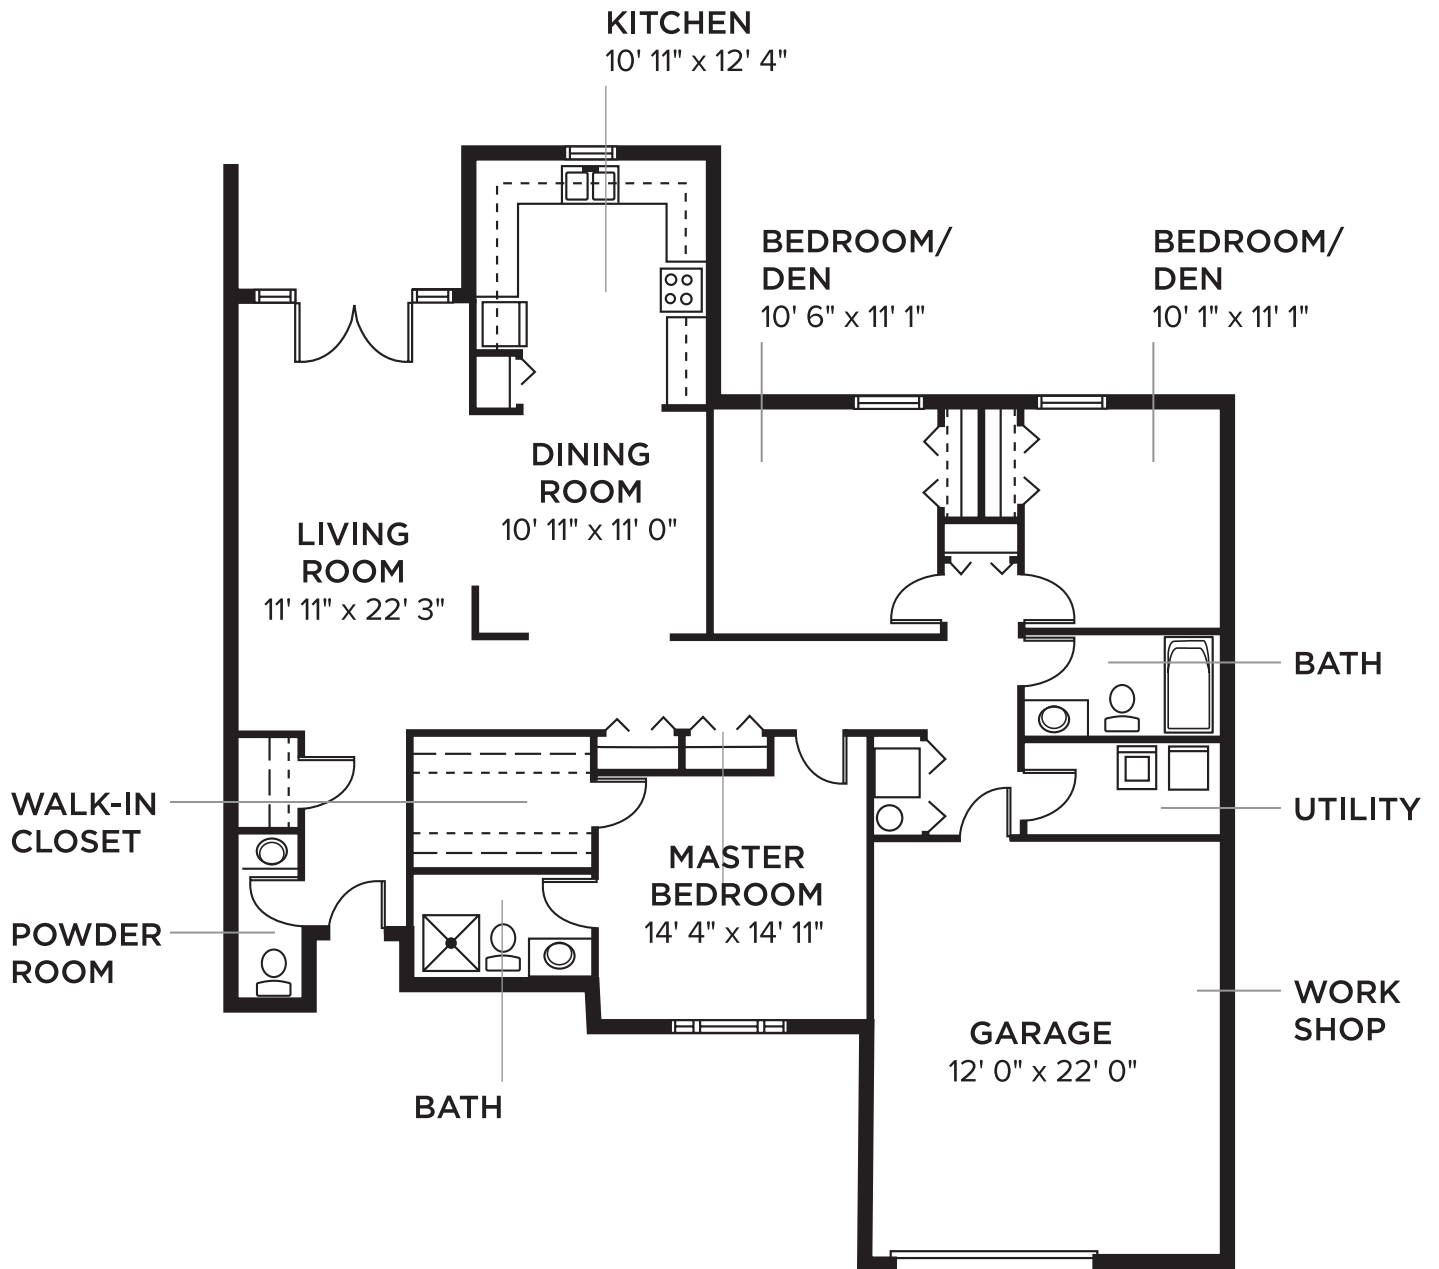 KITCHEN
10' 11" x 12' 4"
BEDROOM/
DEN
10' 6" x 11' 1"
BEDROOM/
DEN
10' 1" x 11' 1"
DINING
ROOM
10' 11" x 11' 0"
LIVING
ROOM
11' 11" x 22' 3"
BATH
WALK-IN
CLOSET
UTILITY
MASTER
BEDROOM
14' 4" x 14' 11"
POWDER
ROOM
WORK
SHOP
GARAGE
12' 0" x 22' 0"
BATH